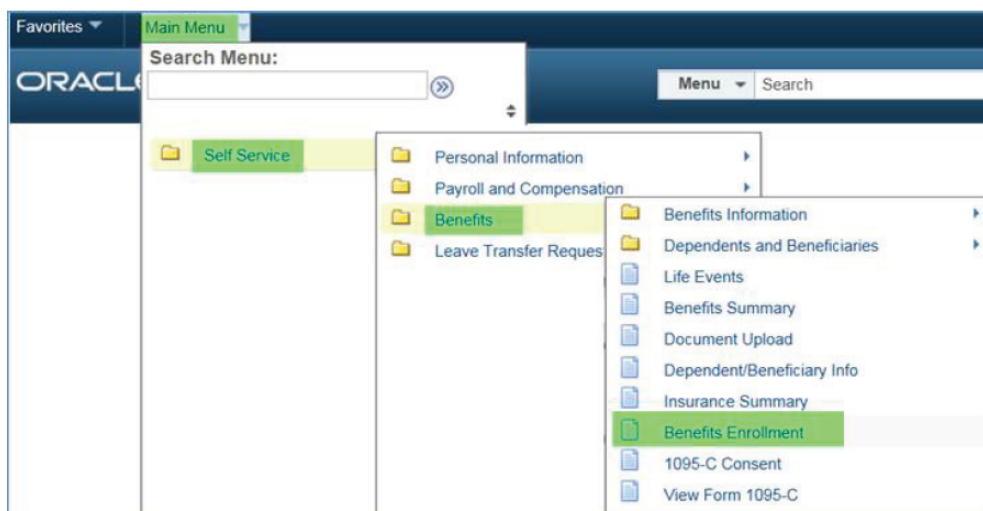 Favorites
Main Menu
Search Menu:
Menu
Search
Self Service
Personal Information
Payroll and Compensation
Benefits
Leave Transfer
Benefits Information
Dependents and Beneficiaries
Life Events
Benefits Summary
Document Upload
Dependent/Beneficiary Info
Insurance Summary
Benefits Enrollment
1095-C Consent
View Form 1095-C